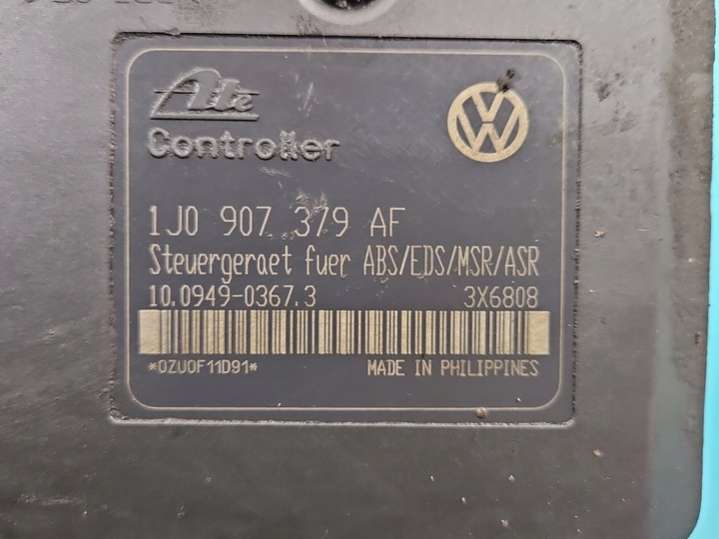 Ate
Controller
1J0 907 379 AF
Steuergeraet fuer ABS/EDS/MSR/ASR
10.0949-0367.3 3X6808
*0ZU0F11D91*
MADE IN PHILIPPINES